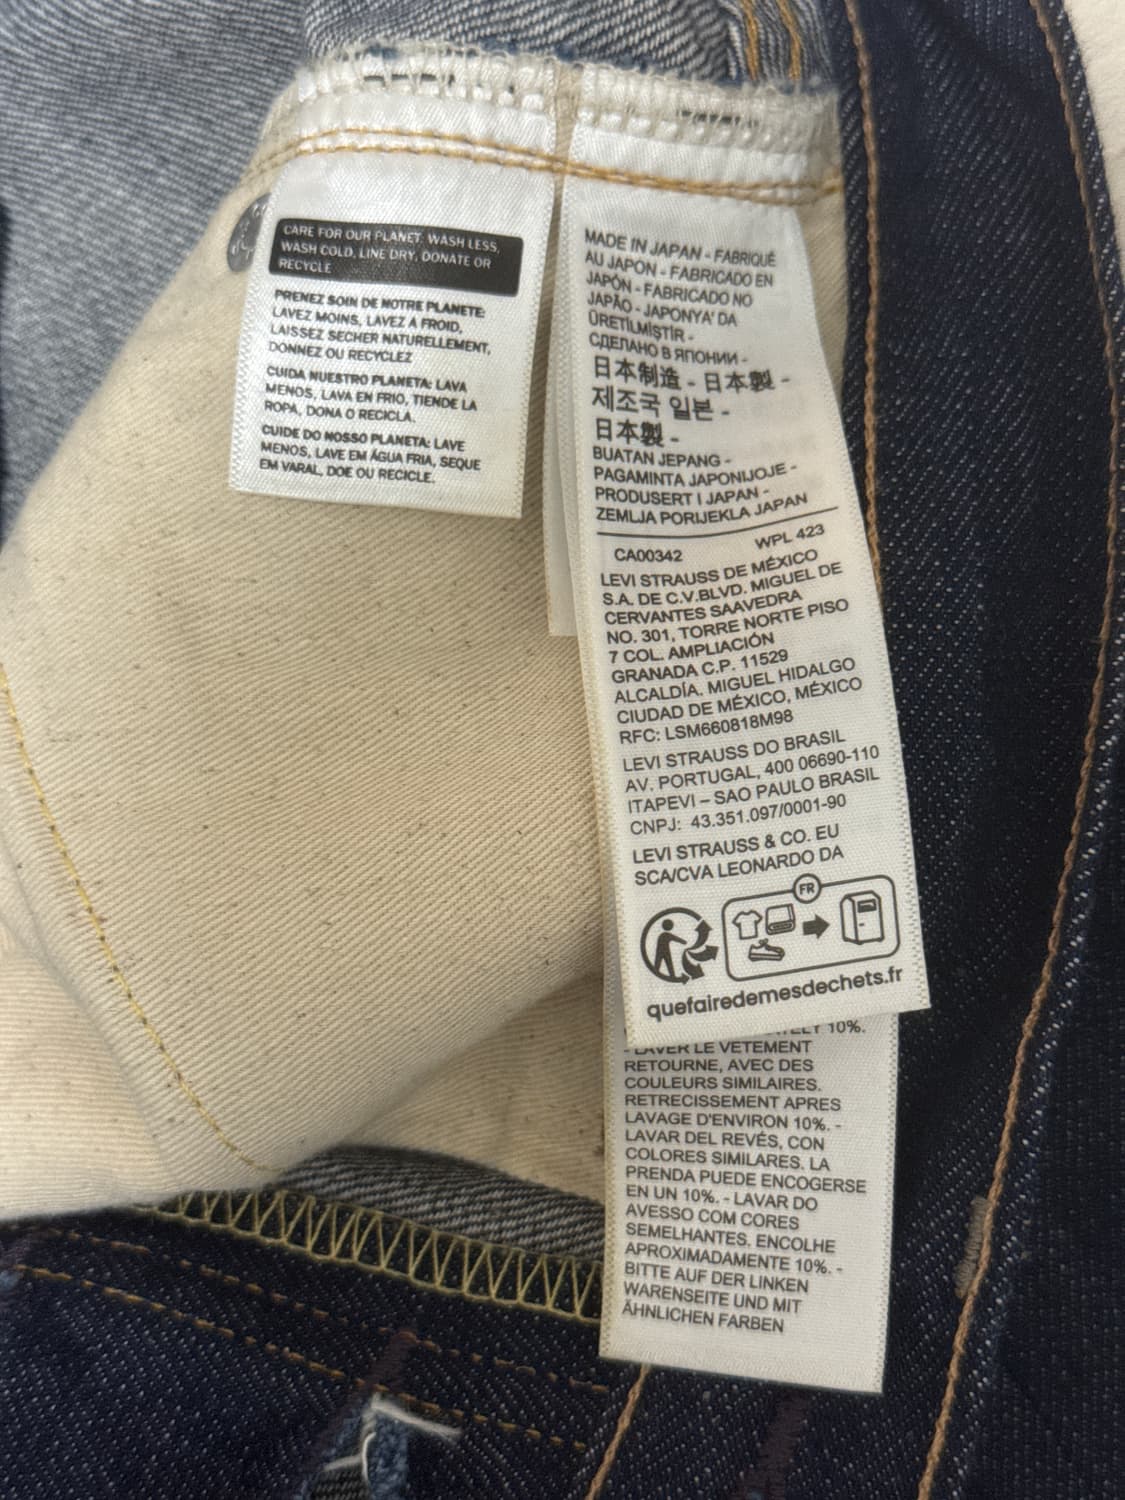 CARE FOR OUR PLANET, WASH LESS,
WASH COLD, LINE DRY, DONATE OR
RECYCLE
PRENEZ SOIN DE NOTRE PLANETE:
LAVEZ MOINS, LAVEZ A FROID,
LAISSEZ SECHER NATURELLEMENT,
DONNEZ OU RECYCLEZ
CUIDA NUESTRO PLANETA: LAVA
MENOS, LAVA EN FRIO, TIENDE LA
ROPA, DONA O RECICLA.
CUIDE DO NOSSO PLANETA: LAVE
MENOS, LAVE EM ÁGUA FRIA, SEQUE
EM VARAL, DOE OU RECICLE.
MADE IN JAPAN - FABRIQUÉ
AU JAPON - FABRICADO EN
JAPÓN - FABRICADO NO
JAPÃO - JAPONYA' DA
ÜRETİLMİŞTİR -
СДЕЛАНО В ЯПОНИИ -
日本制造 - 日本製 -
제조국 일본 -
日本製 -
BUATAN JEPANG -
PAGAMINTA JAPONIJOJE -
PRODUSERT I JAPAN -
ZEMLJA PORIJEKLA JAPAN
CA00342 WPL 423
LEVI STRAUSS DE MÉXICO
S.A. DE C.V.BLVD. MIGUEL DE
CERVANTES SAAVEDRA
NO. 301, TORRE NORTE PISO
7 COL. AMPLIACIÓN
GRANADA C.P. 11529
ALCALDÍA. MIGUEL HIDALGO
CIUDAD DE MÉXICO, MÉXICO
RFC: LSM660818M98
LEVI STRAUSS DO BRASIL
AV. PORTUGAL, 400 06690-110
ITAPEVI – SAO PAULO BRASIL
CNPJ: 43.351.097/0001-90
LEVI STRAUSS & CO. EU
SCA/CVA LEONARDO DA
FR
quefairedemesdechets.fr
10%.
- LAVER LE VETEMENT
RETOURNE, AVEC DES
COULEURS SIMILAIRES.
RETRECISSEMENT APRES
LAVAGE D'ENVIRON 10%. -
LAVAR DEL REVÉS, CON
COLORES SIMILARES. LA
PRENDA PUEDE ENCOGERSE
EN UN 10%. - LAVAR DO
AVESSO COM CORES
SEMELHANTES. ENCOLHE
APROXIMADAMENTE 10%. -
BITTE AUF DER LINKEN
WARENSEITE UND MIT
ÄHNLICHEN FARBEN